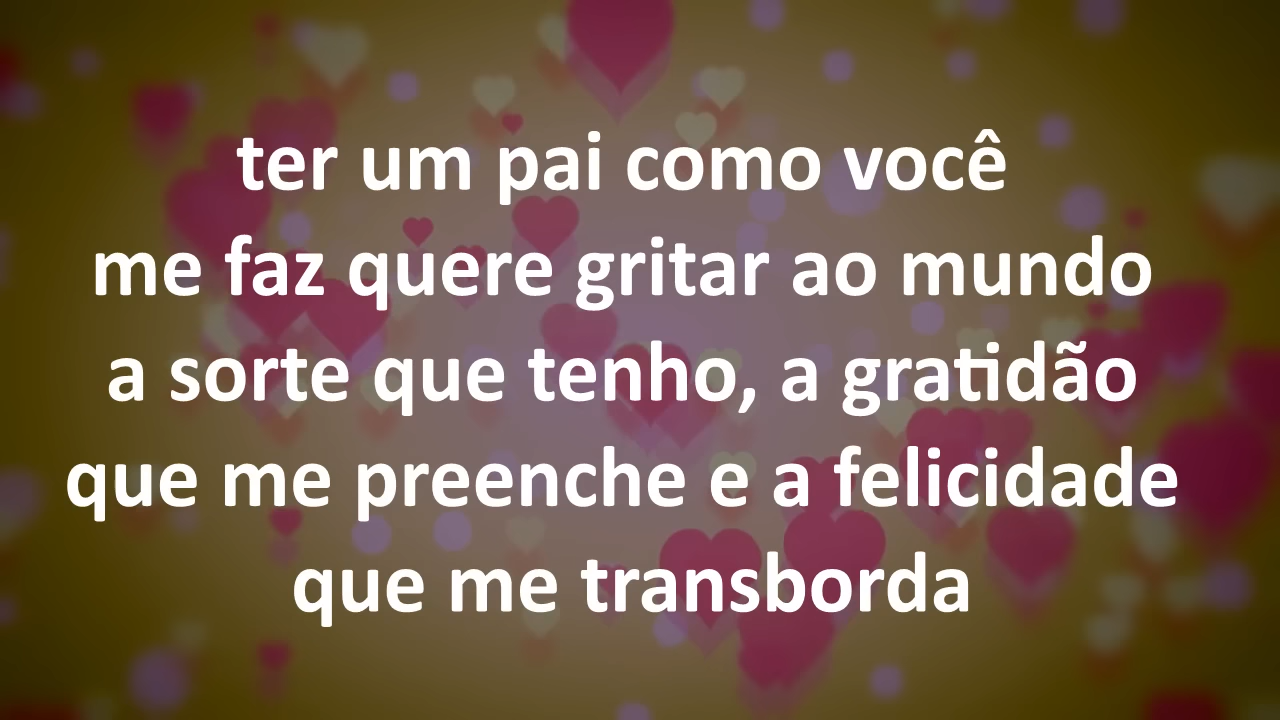 ter um pai como você
me faz quere gritar ao mundo
a sorte que tenho, a gratidão
que me preenche e a felicidade
que me transborda